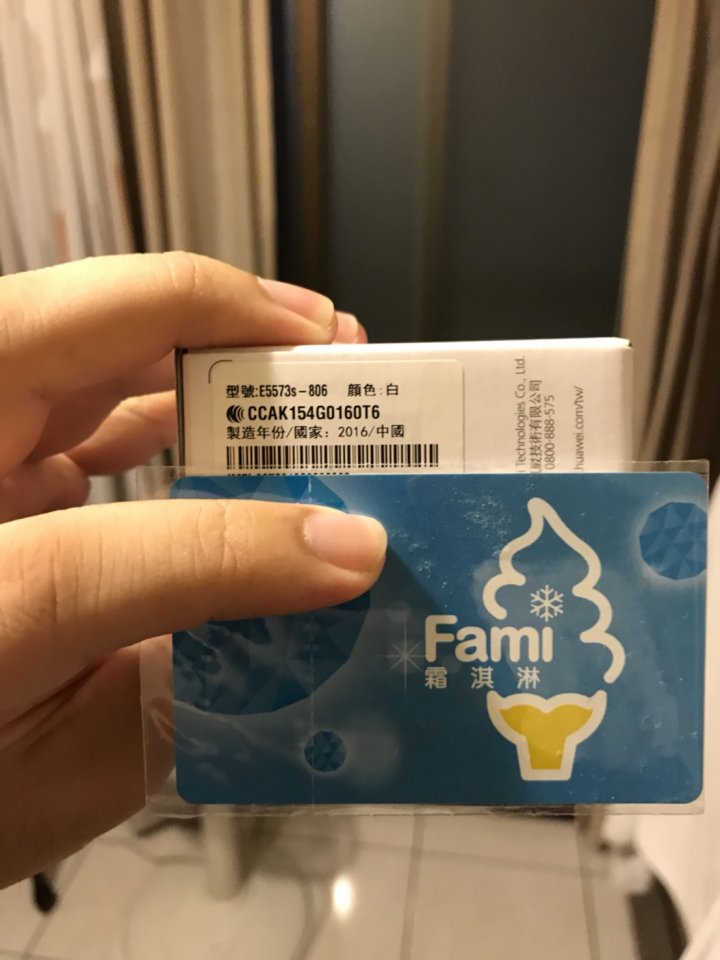 型號:E5573s-806 顏色:白
CCAK154G0160T6
製造年份/國家: 2016/中國
Technologies Co., Ltd.
技術有限公司
0800-888-575
huawei.com/tw/
Fami
霜淇淋